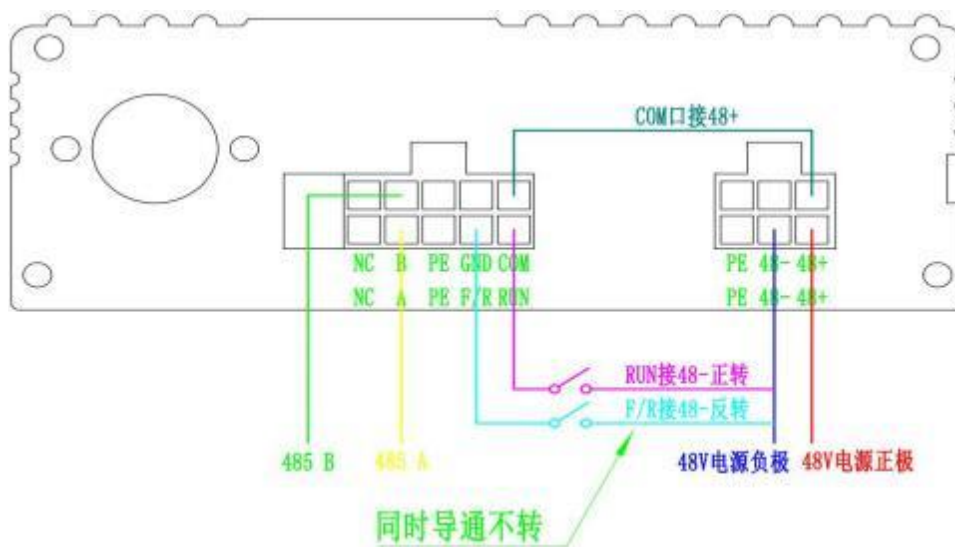 COM口接48+
NC B PE GND COM
NC A PE F/R RUN
PE 48- 48+
PE 48- 48+
RUN接48-正转
F/R接48-反转
485 B
485 A
48V电源负极
48V电源正极
同时导通不转